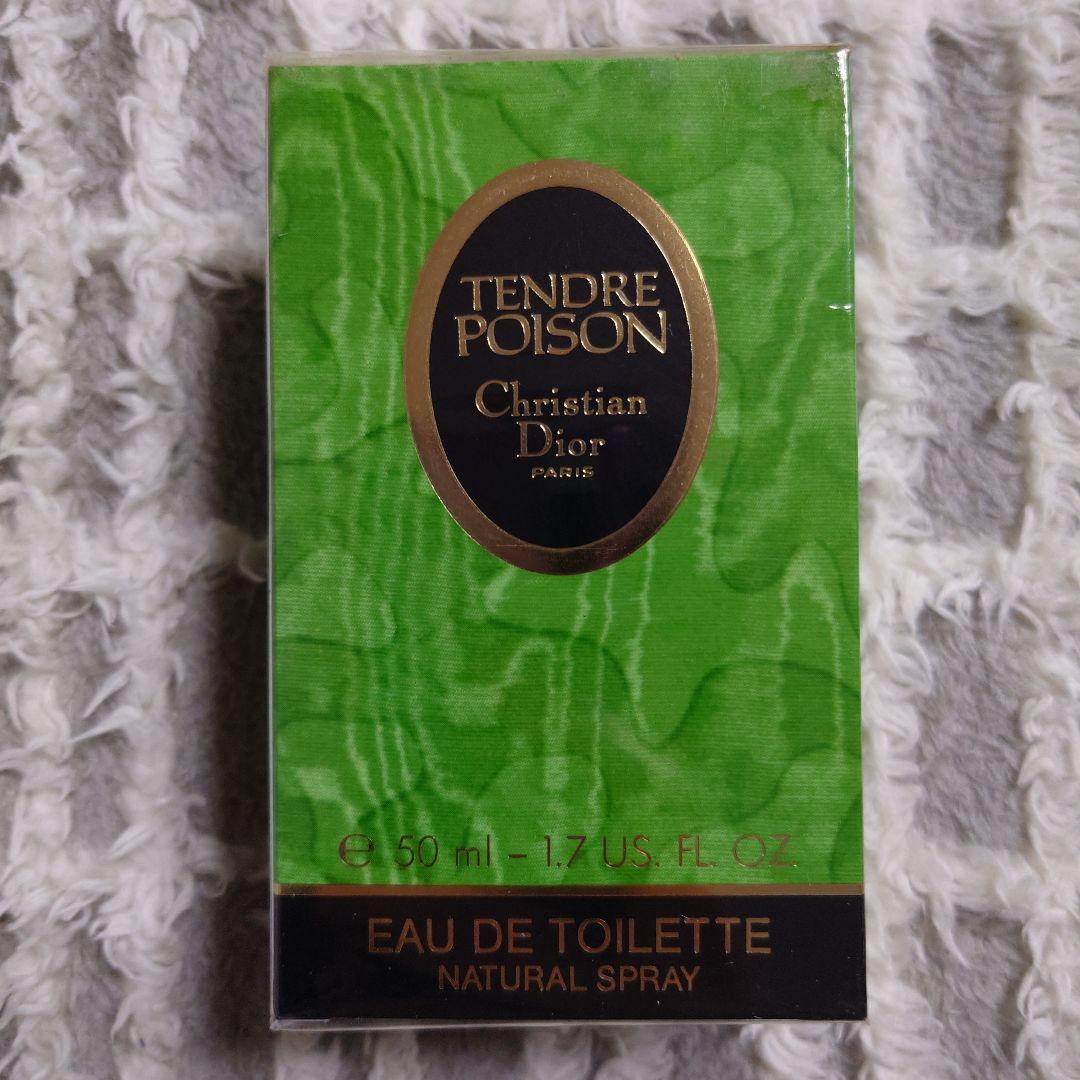 TENDRE
POISON
Christian
Dior
PARIS
℮ 50 ml – 1.7 US. FL. OZ.
EAU DE TOILETTE
NATURAL SPRAY